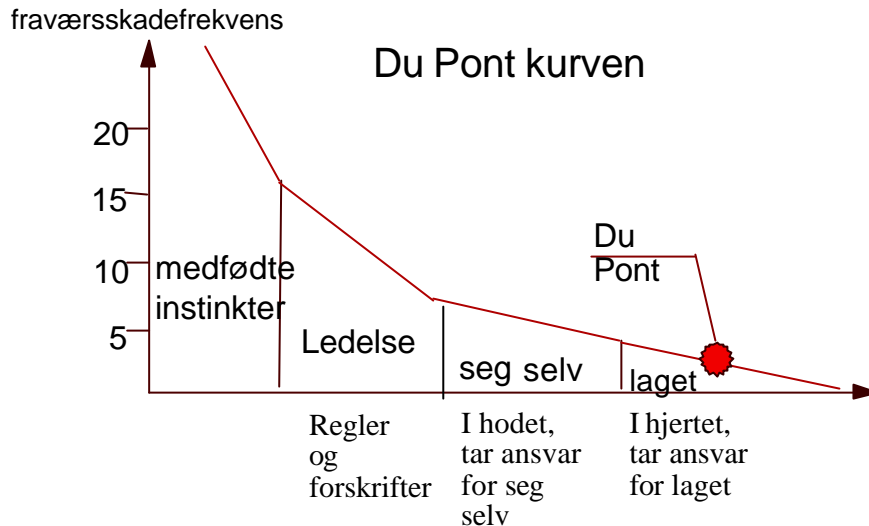 fraværsskadefrekvens
Du Pont kurven
20
15
10
5
medfødte
instinkter
Ledelse
seg selv
laget
Du
Pont
Regler
og
forskrifter
I hodet,
tar ansvar
for seg
selv
I hjertet,
tar ansvar
for laget